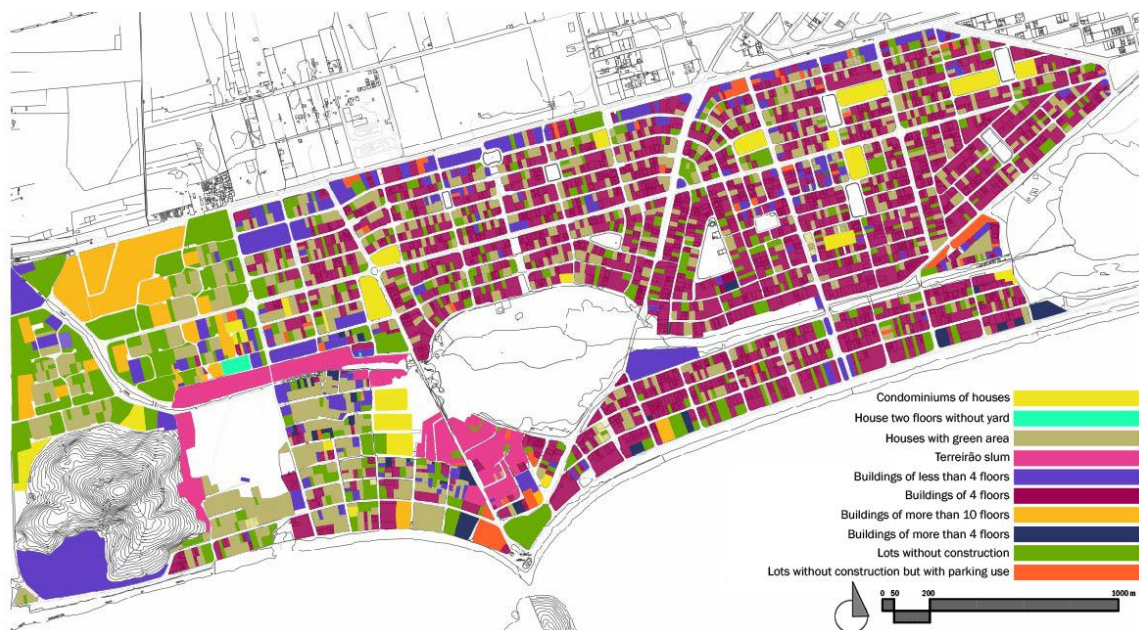 Condominiums of houses
House two floors without yard
Houses with green area
Terreirão slum
Buildings of less than 4 floors
Buildings of 4 floors
Buildings of more than 10 floors
Buildings of more than 4 floors
Lots without construction
Lots without construction but with parking use
0 50 200 1000 m